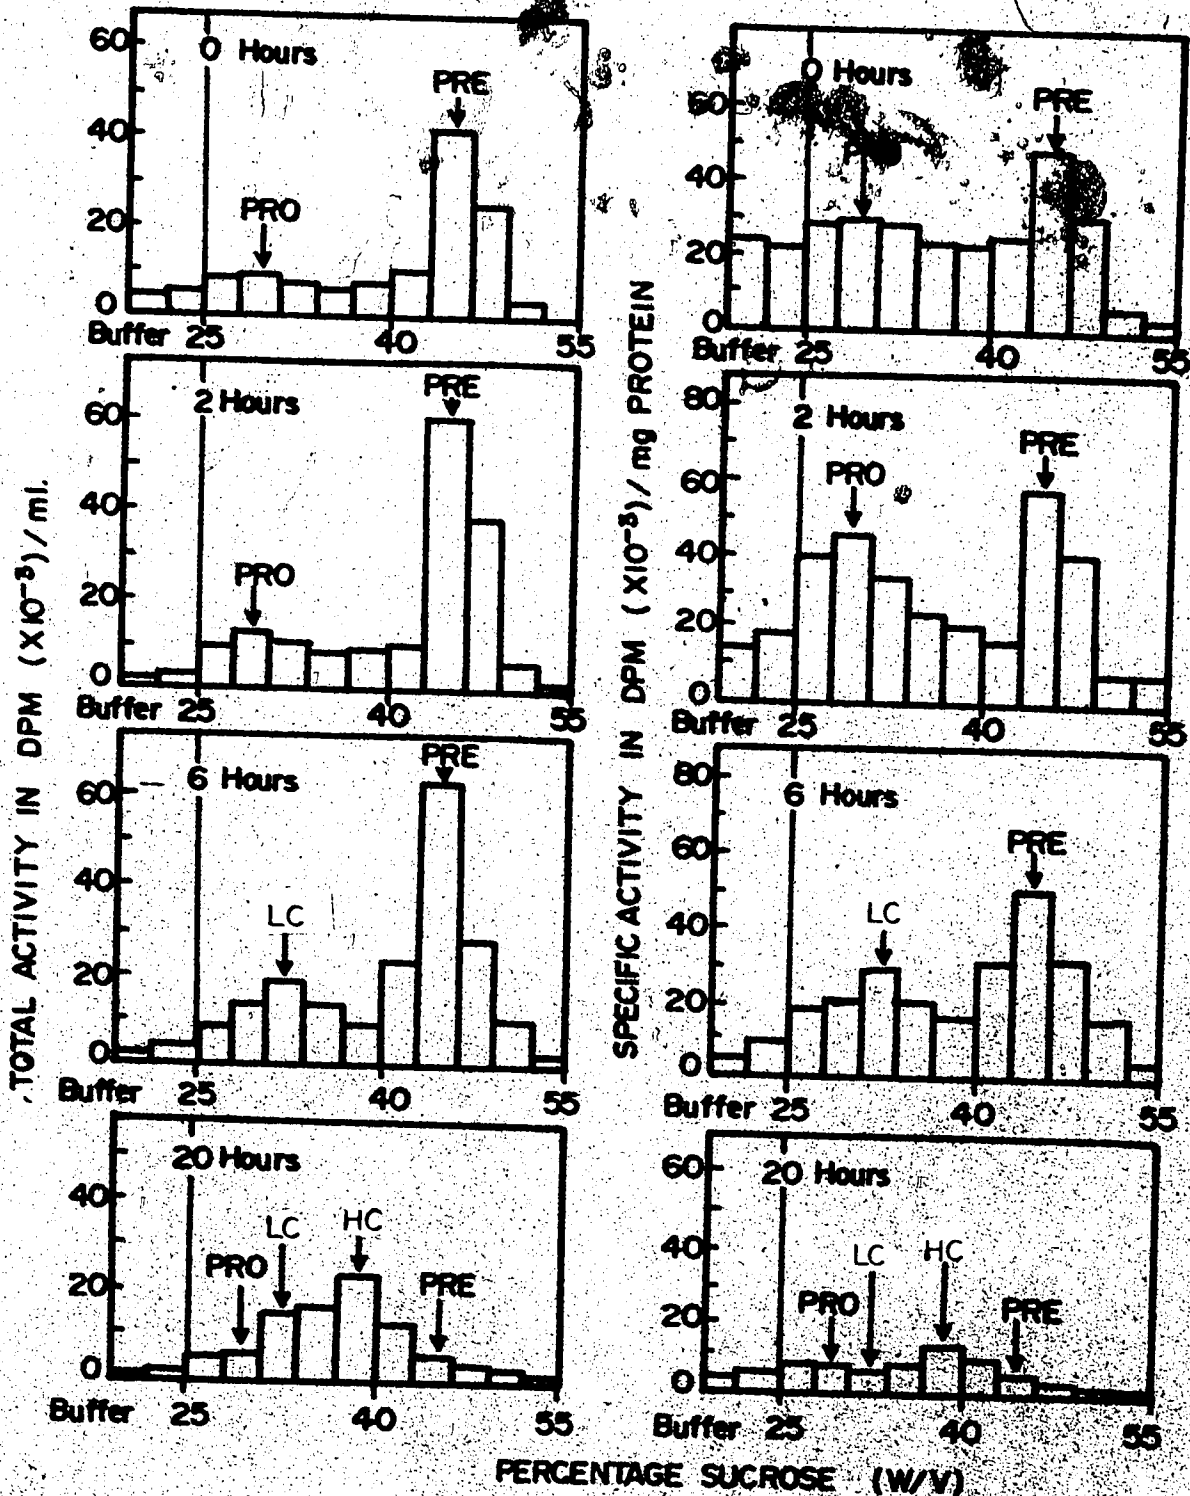 TOTAL ACTIVITY IN DPM (X10⁻³)/ml.
0 Hours
PRO
PRE
60
40
20
0
Buffer 25 40 55
2 Hours
PRO
PRE
60
40
20
0
Buffer 25 40 55
6 Hours
LC
PRE
60
40
20
0
Buffer 25 40 55
20 Hours
PRO
LC
HC
PRE
40
20
0
Buffer 25 40 55
SPECIFIC ACTIVITY IN DPM (X10⁻³)/mg PROTEIN
0 Hours
PRE
60
40
20
0
Buffer 25 40 55
2 Hours
PRO
PRE
80
60
40
20
0
Buffer 25 40 55
6 Hours
LC
PRE
80
60
40
20
0
Buffer 25 40 55
20 Hours
PRO
LC
HC
PRE
60
40
20
0
Buffer 25 40 55
PERCENTAGE SUCROSE (W/V)